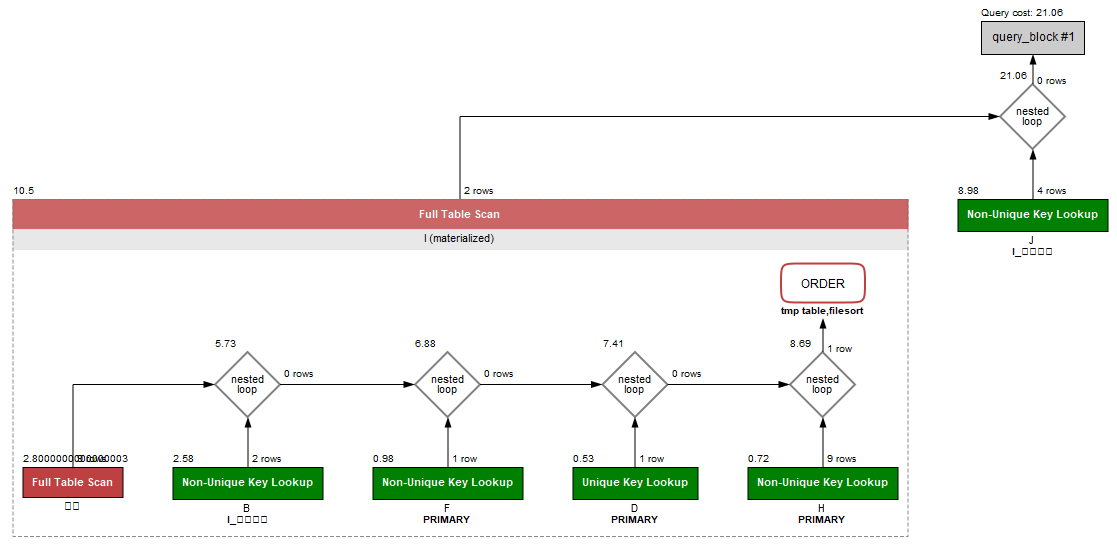 Query cost: 21.06
query_block #1
21.06
0 rows
nested
loop
10.5
2 rows
8.98
4 rows
Full Table Scan
Non-Unique Key Lookup
I (materialized)
J
I_□□□□
ORDER
tmp table,filesort
5.73
6.88
7.41
8.69
1 row
nested
loop
0 rows
nested
loop
0 rows
nested
loop
0 rows
nested
loop
2.8000000000000003
2.58
2 rows
0.98
1 row
0.53
1 row
0.72
9 rows
Full Table Scan
Non-Unique Key Lookup
Non-Unique Key Lookup
Unique Key Lookup
Non-Unique Key Lookup
□□
B
I_□□□□
F
PRIMARY
D
PRIMARY
H
PRIMARY